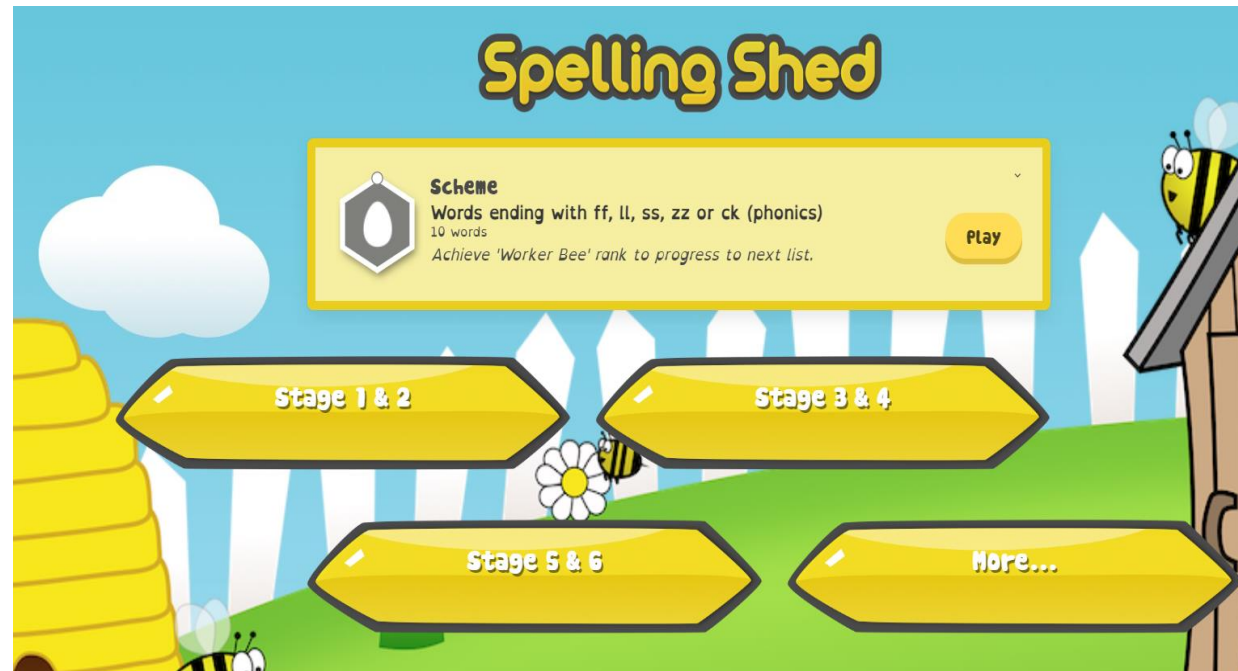 Spelling Shed
Scheme
Words ending with ff, ll, ss, zz or ck (phonics)
10 words
Achieve 'Worker Bee' rank to progress to next list.
Play
Stage 1 & 2
Stage 3 & 4
Stage 5 & 6
More...